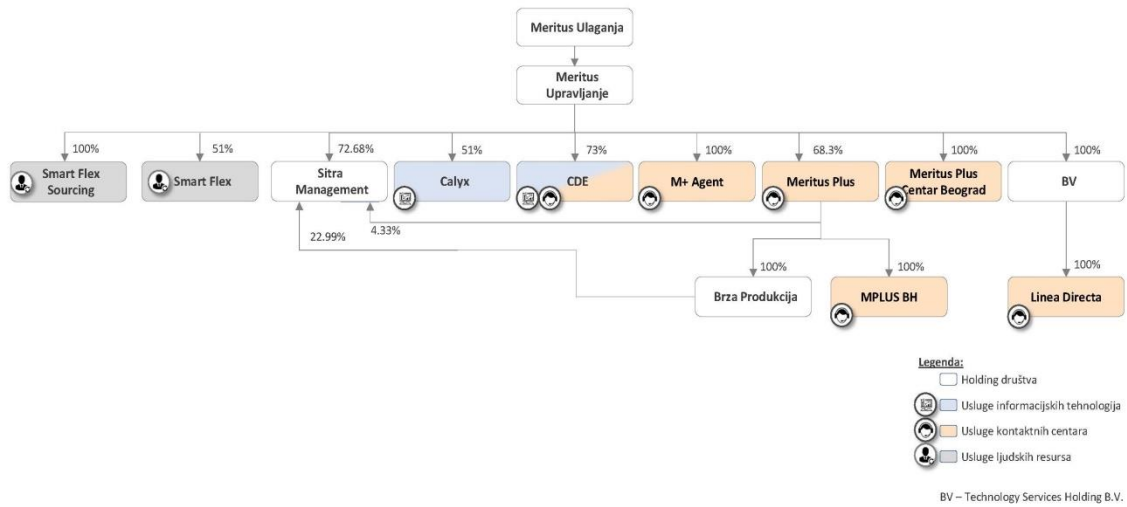 Meritus Ulaganja
Meritus
Upravljanje
100%
51%
72.68%
51%
73%
100%
68.3%
100%
100%
Smart Flex
Sourcing
Smart Flex
Sitra
Management
Calyx
CDE
M+ Agent
Meritus Plus
Meritus Plus
Centar Beograd
BV
22.99%
4.33%
100%
100%
100%
Brza Produkcija
MPLUS BH
Linea Directa
Legenda:
Holding društva
Usluge informacijskih tehnologija
Usluge kontaktnih centara
Usluge ljudskih resursa
BV – Technology Services Holding B.V.